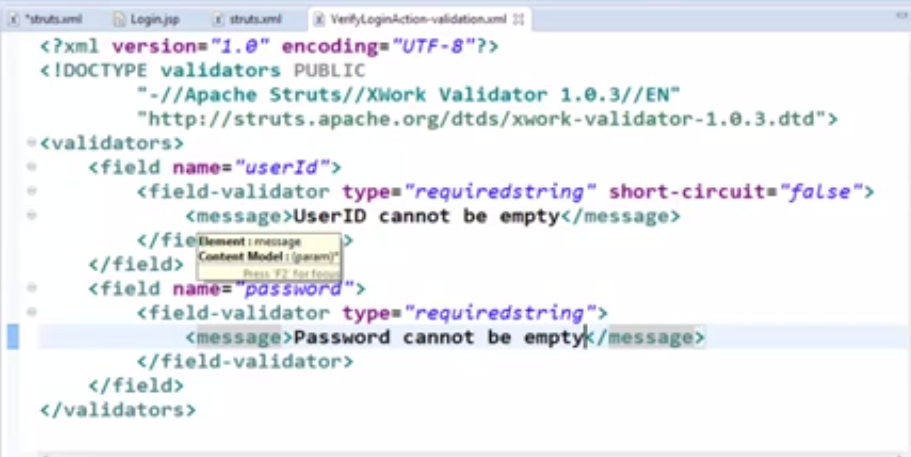 *struts.xml Login.jsp struts.xml VerifyLoginAction-validation.xml
<?xml version="1.0" encoding="UTF-8"?>
<!DOCTYPE validators PUBLIC
"-//Apache Struts//XWork Validator 1.0.3//EN"
"http://struts.apache.org/dtds/xwork-validator-1.0.3.dtd">
<validators>
<field name="userId">
<field-validator type="requiredstring" short-circuit="false">
<message>UserID cannot be empty</message>
</fie >
Element : message
Content Model : (param)*
Press 'F2' for focus
</field>
<field name="password">
<field-validator type="requiredstring">
<message>Password cannot be empty</message>
</field-validator>
</field>
</validators>